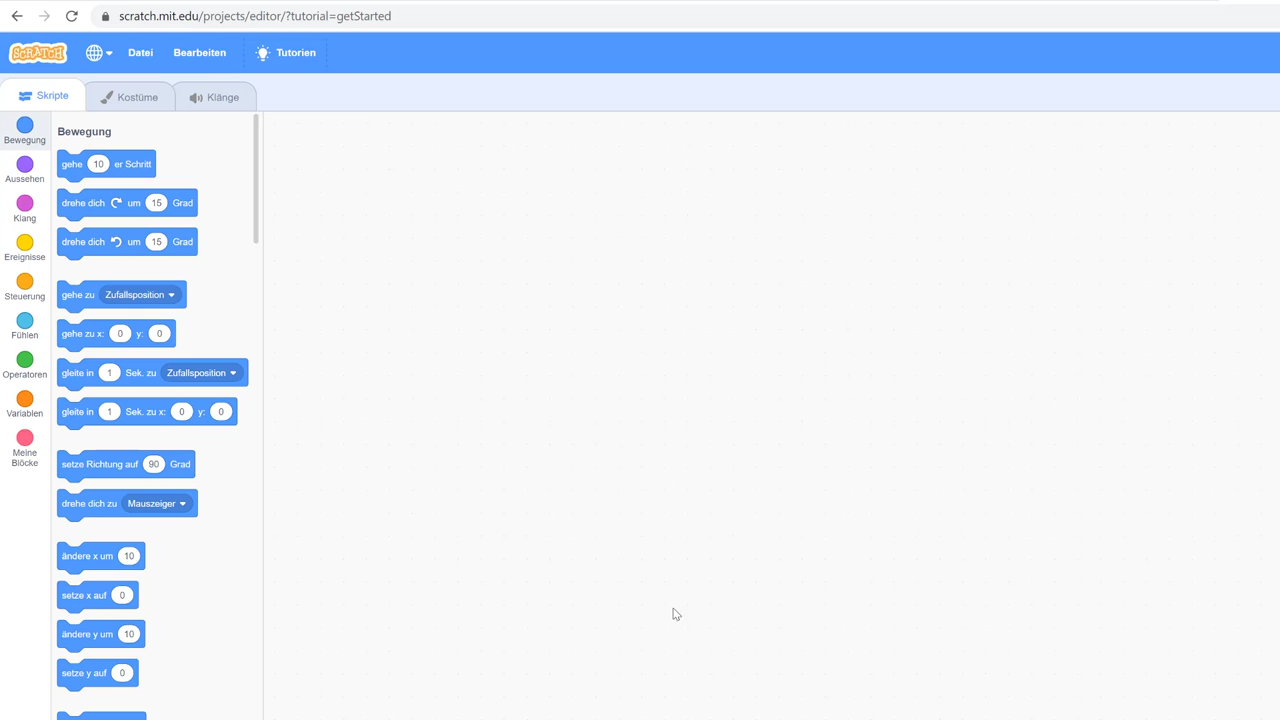 scratch.mit.edu/projects/editor/?tutorial=getStarted
SCRATCH Datei Bearbeiten Tutorien
Skripte Kostüme Klänge
Bewegung
Aussehen
Klang
Ereignisse
Steuerung
Fühlen
Operatoren
Variablen
Meine
Blöcke
Bewegung
gehe 10 er Schritt
drehe dich um 15 Grad
drehe dich um 15 Grad
gehe zu Zufallsposition
gehe zu x: 0 y: 0
gleite in 1 Sek. zu Zufallsposition
gleite in 1 Sek. zu x: 0 y: 0
setze Richtung auf 90 Grad
drehe dich zu Mauszeiger
ändere x um 10
setze x auf 0
ändere y um 10
setze y auf 0